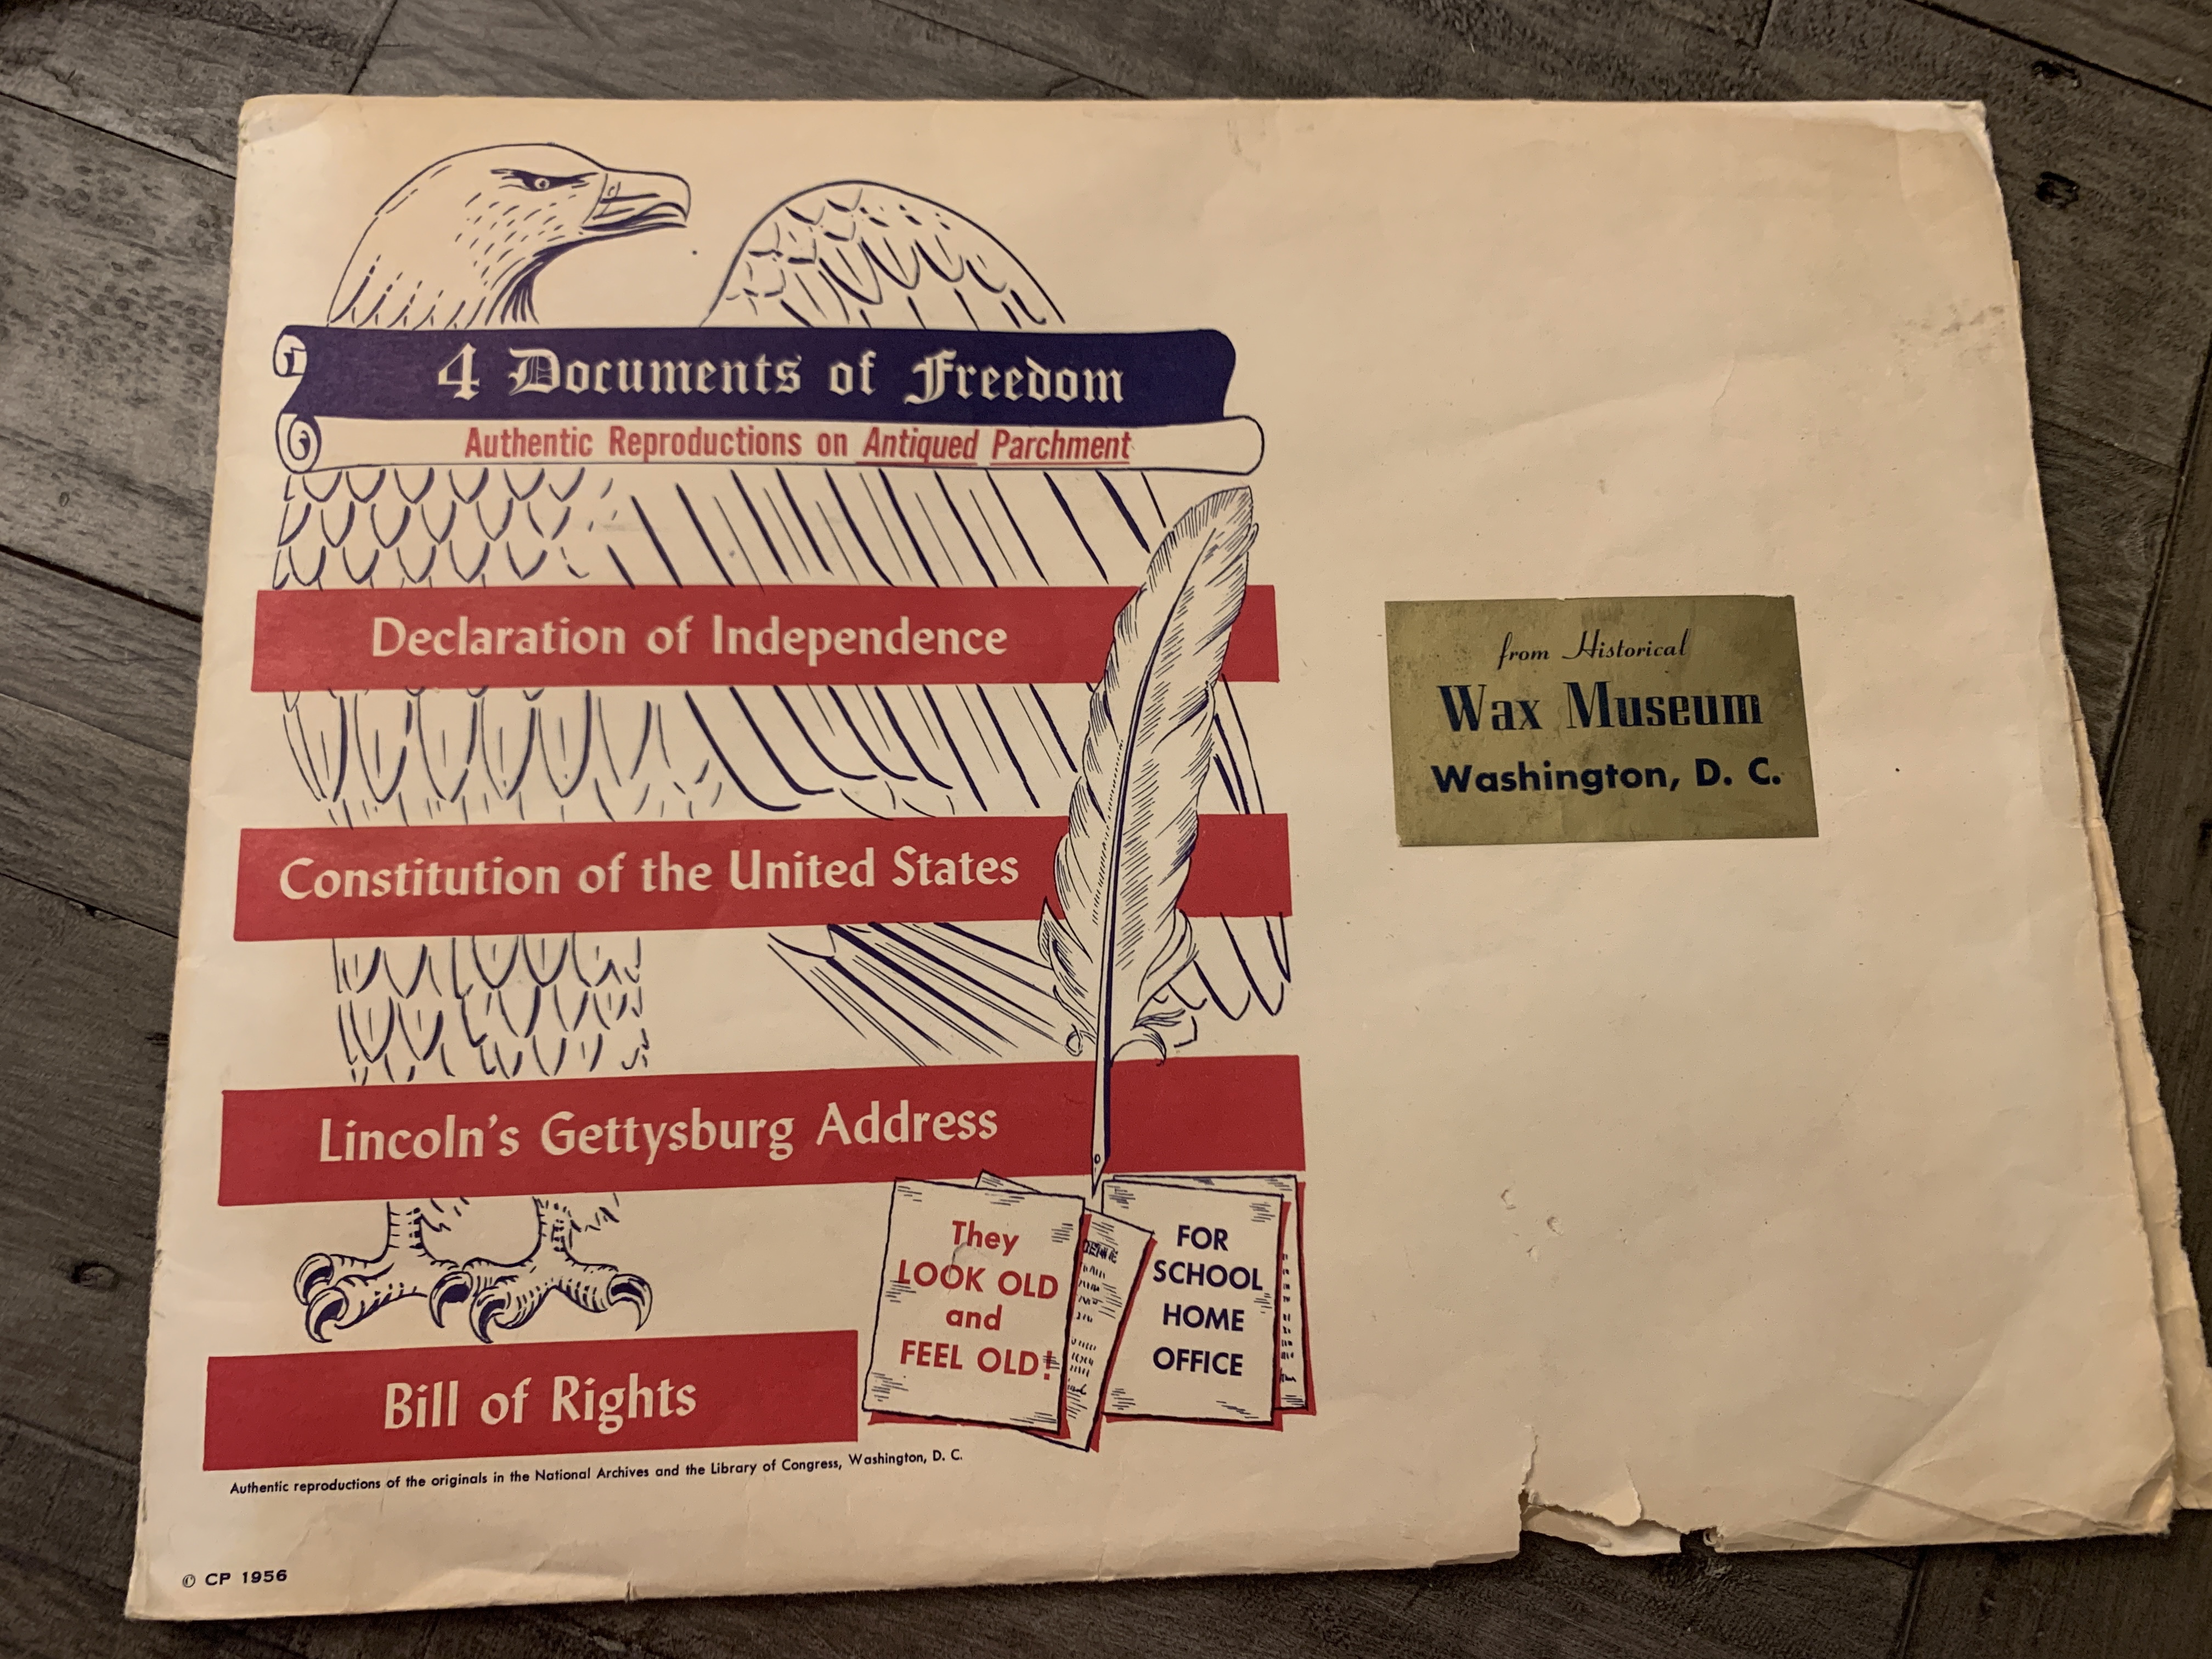 4 Documents of Freedom
Authentic Reproductions on Antiqued Parchment
Declaration of Independence
Constitution of the United States
Lincoln's Gettysburg Address
Bill of Rights
They
LOOK OLD
and
FEEL OLD!
FOR
SCHOOL
HOME
OFFICE
Authentic reproductions of the originals in the National Archives and the Library of Congress, Washington, D. C.
© CP 1956
from Historical
Wax Museum
Washington, D. C.